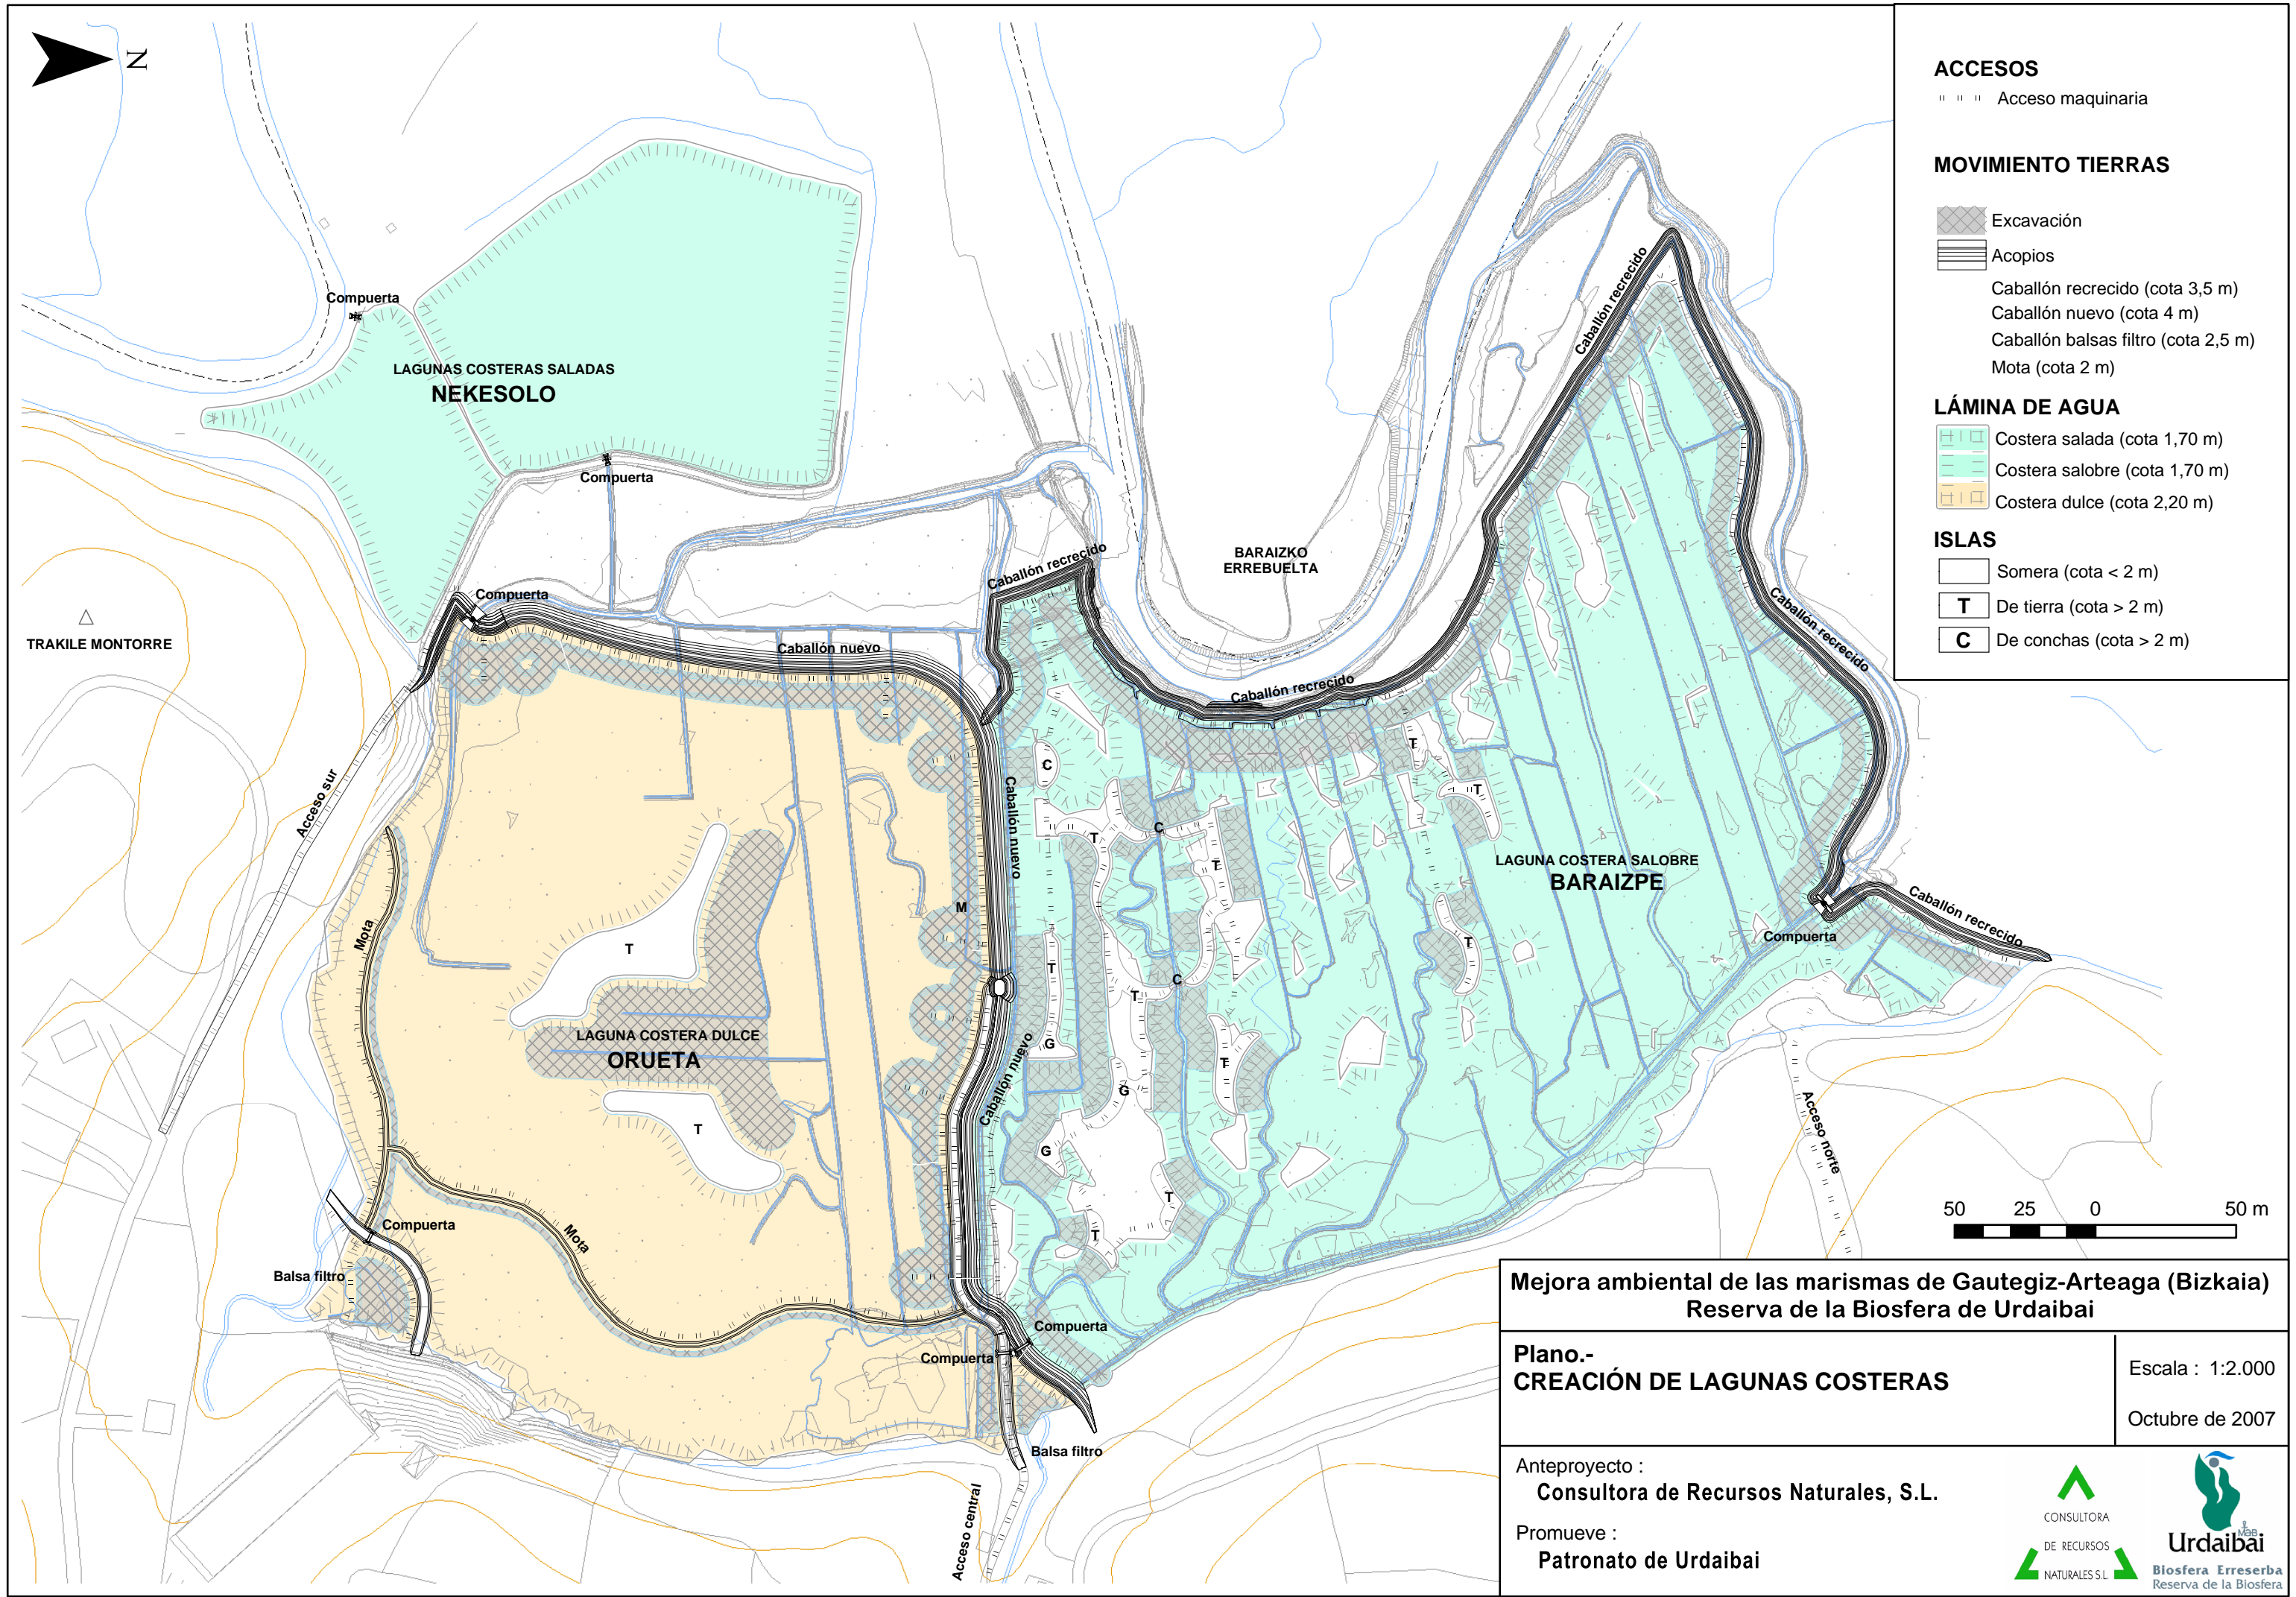 N
Compuerta
LAGUNAS COSTERAS SALADAS
NEKESOLO
Compuerta
TRAKILE MONTORRE
Compuerta
Caballón nuevo
Acceso sur
Caballón recrecido
BARAIZKO
ERREBUELTA
Caballón recrecido
Caballón recrecido
Caballón recrecido
Caballón nuevo
C
T
T
C
T
T
M
T
LAGUNA COSTERA SALOBRE
BARAIZPE
Caballón recrecido
Compuerta
Mota
T
T
C
T
T
LAGUNA COSTERA DULCE
ORUETA
Caballón nuevo
G
T
G
T
G
T
T
Acceso norte
Compuerta
Mota
Balsa filtro
Compuerta
Compuerta
Balsa filtro
Acceso central
ACCESOS
Acceso maquinaria
MOVIMIENTO TIERRAS
Excavación
Acopios
Caballón recrecido (cota 3,5 m)
Caballón nuevo (cota 4 m)
Caballón balsas filtro (cota 2,5 m)
Mota (cota 2 m)
LÁMINA DE AGUA
Costera salada (cota 1,70 m)
Costera salobre (cota 1,70 m)
Costera dulce (cota 2,20 m)
ISLAS
Somera (cota < 2 m)
T De tierra (cota > 2 m)
C De conchas (cota > 2 m)
50 25 0 50 m
Mejora ambiental de las marismas de Gautegiz-Arteaga (Bizkaia)
Reserva de la Biosfera de Urdaibai
Plano.-
CREACIÓN DE LAGUNAS COSTERAS
Escala : 1:2.000
Octubre de 2007
Anteproyecto :
Consultora de Recursos Naturales, S.L.
Promueve :
Patronato de Urdaibai
CONSULTORA
DE RECURSOS
NATURALES S.L.
MaB
Urdaibai
Biosfera Erreserba
Reserva de la Biosfera